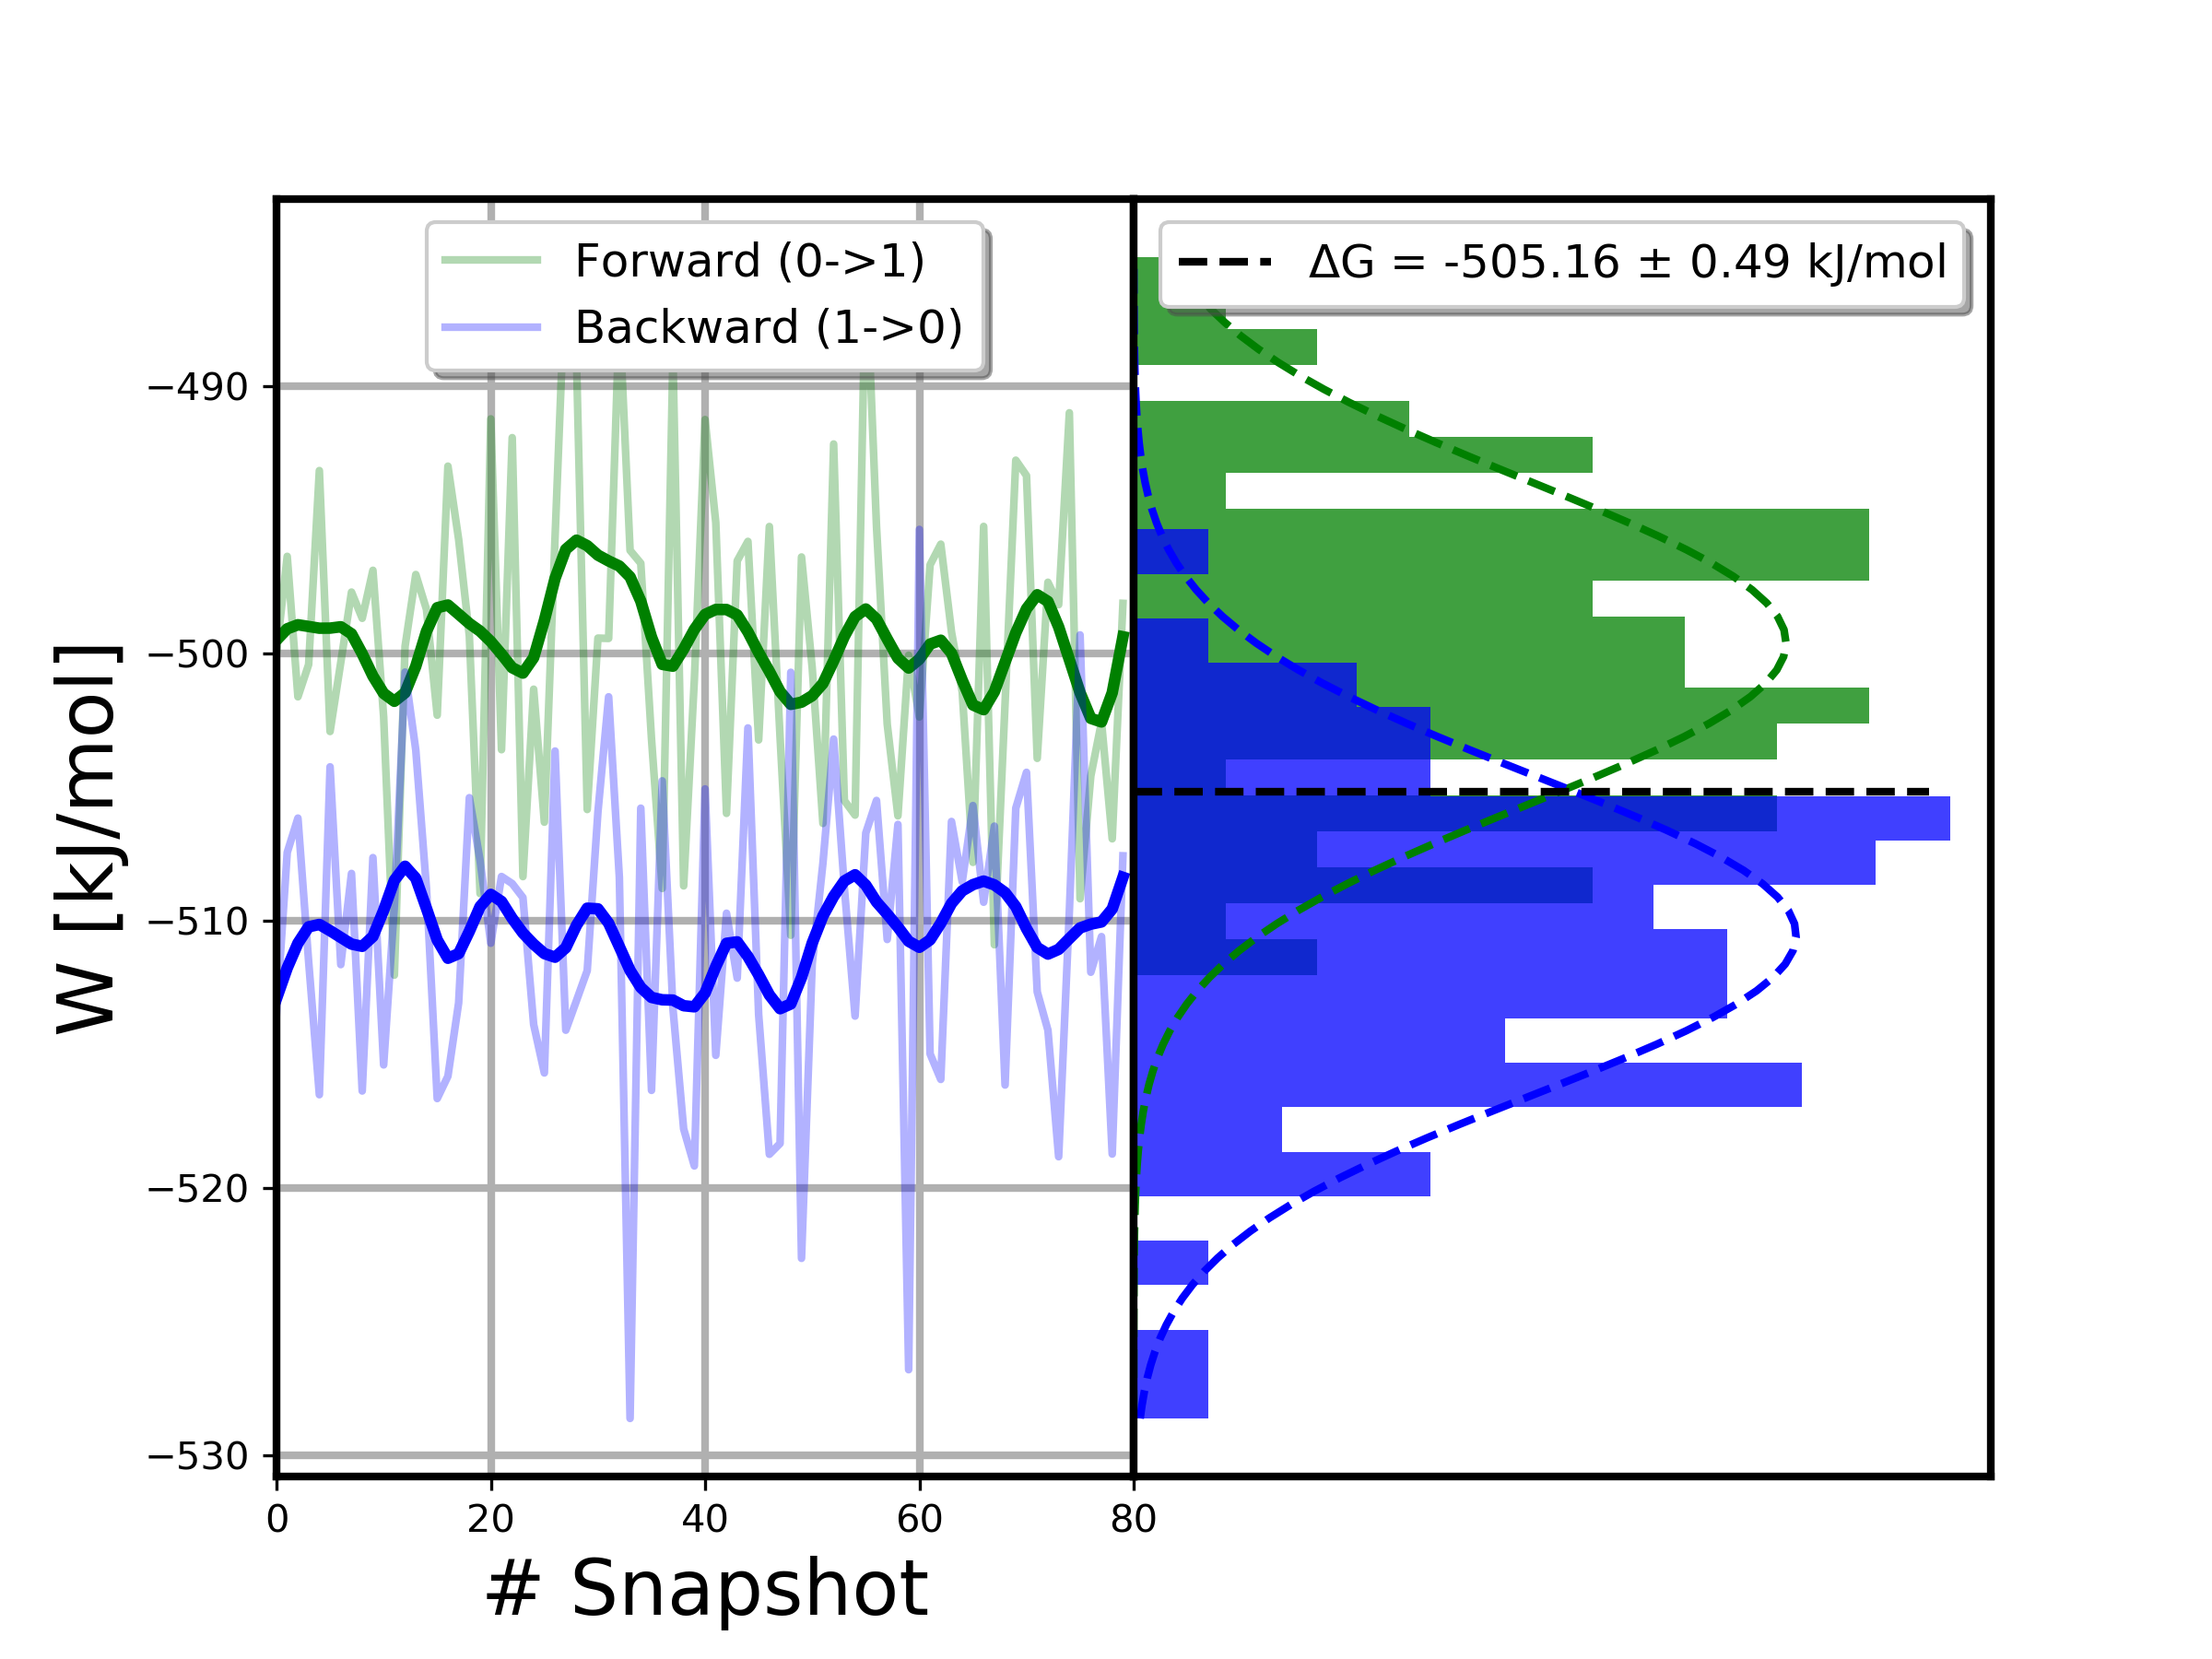 Forward (0->1)
Backward (1->0)
ΔG = -505.16 ± 0.49 kJ/mol
−490
−500
−510
−520
−530
W [kJ/mol]
0
20
40
60
80
# Snapshot